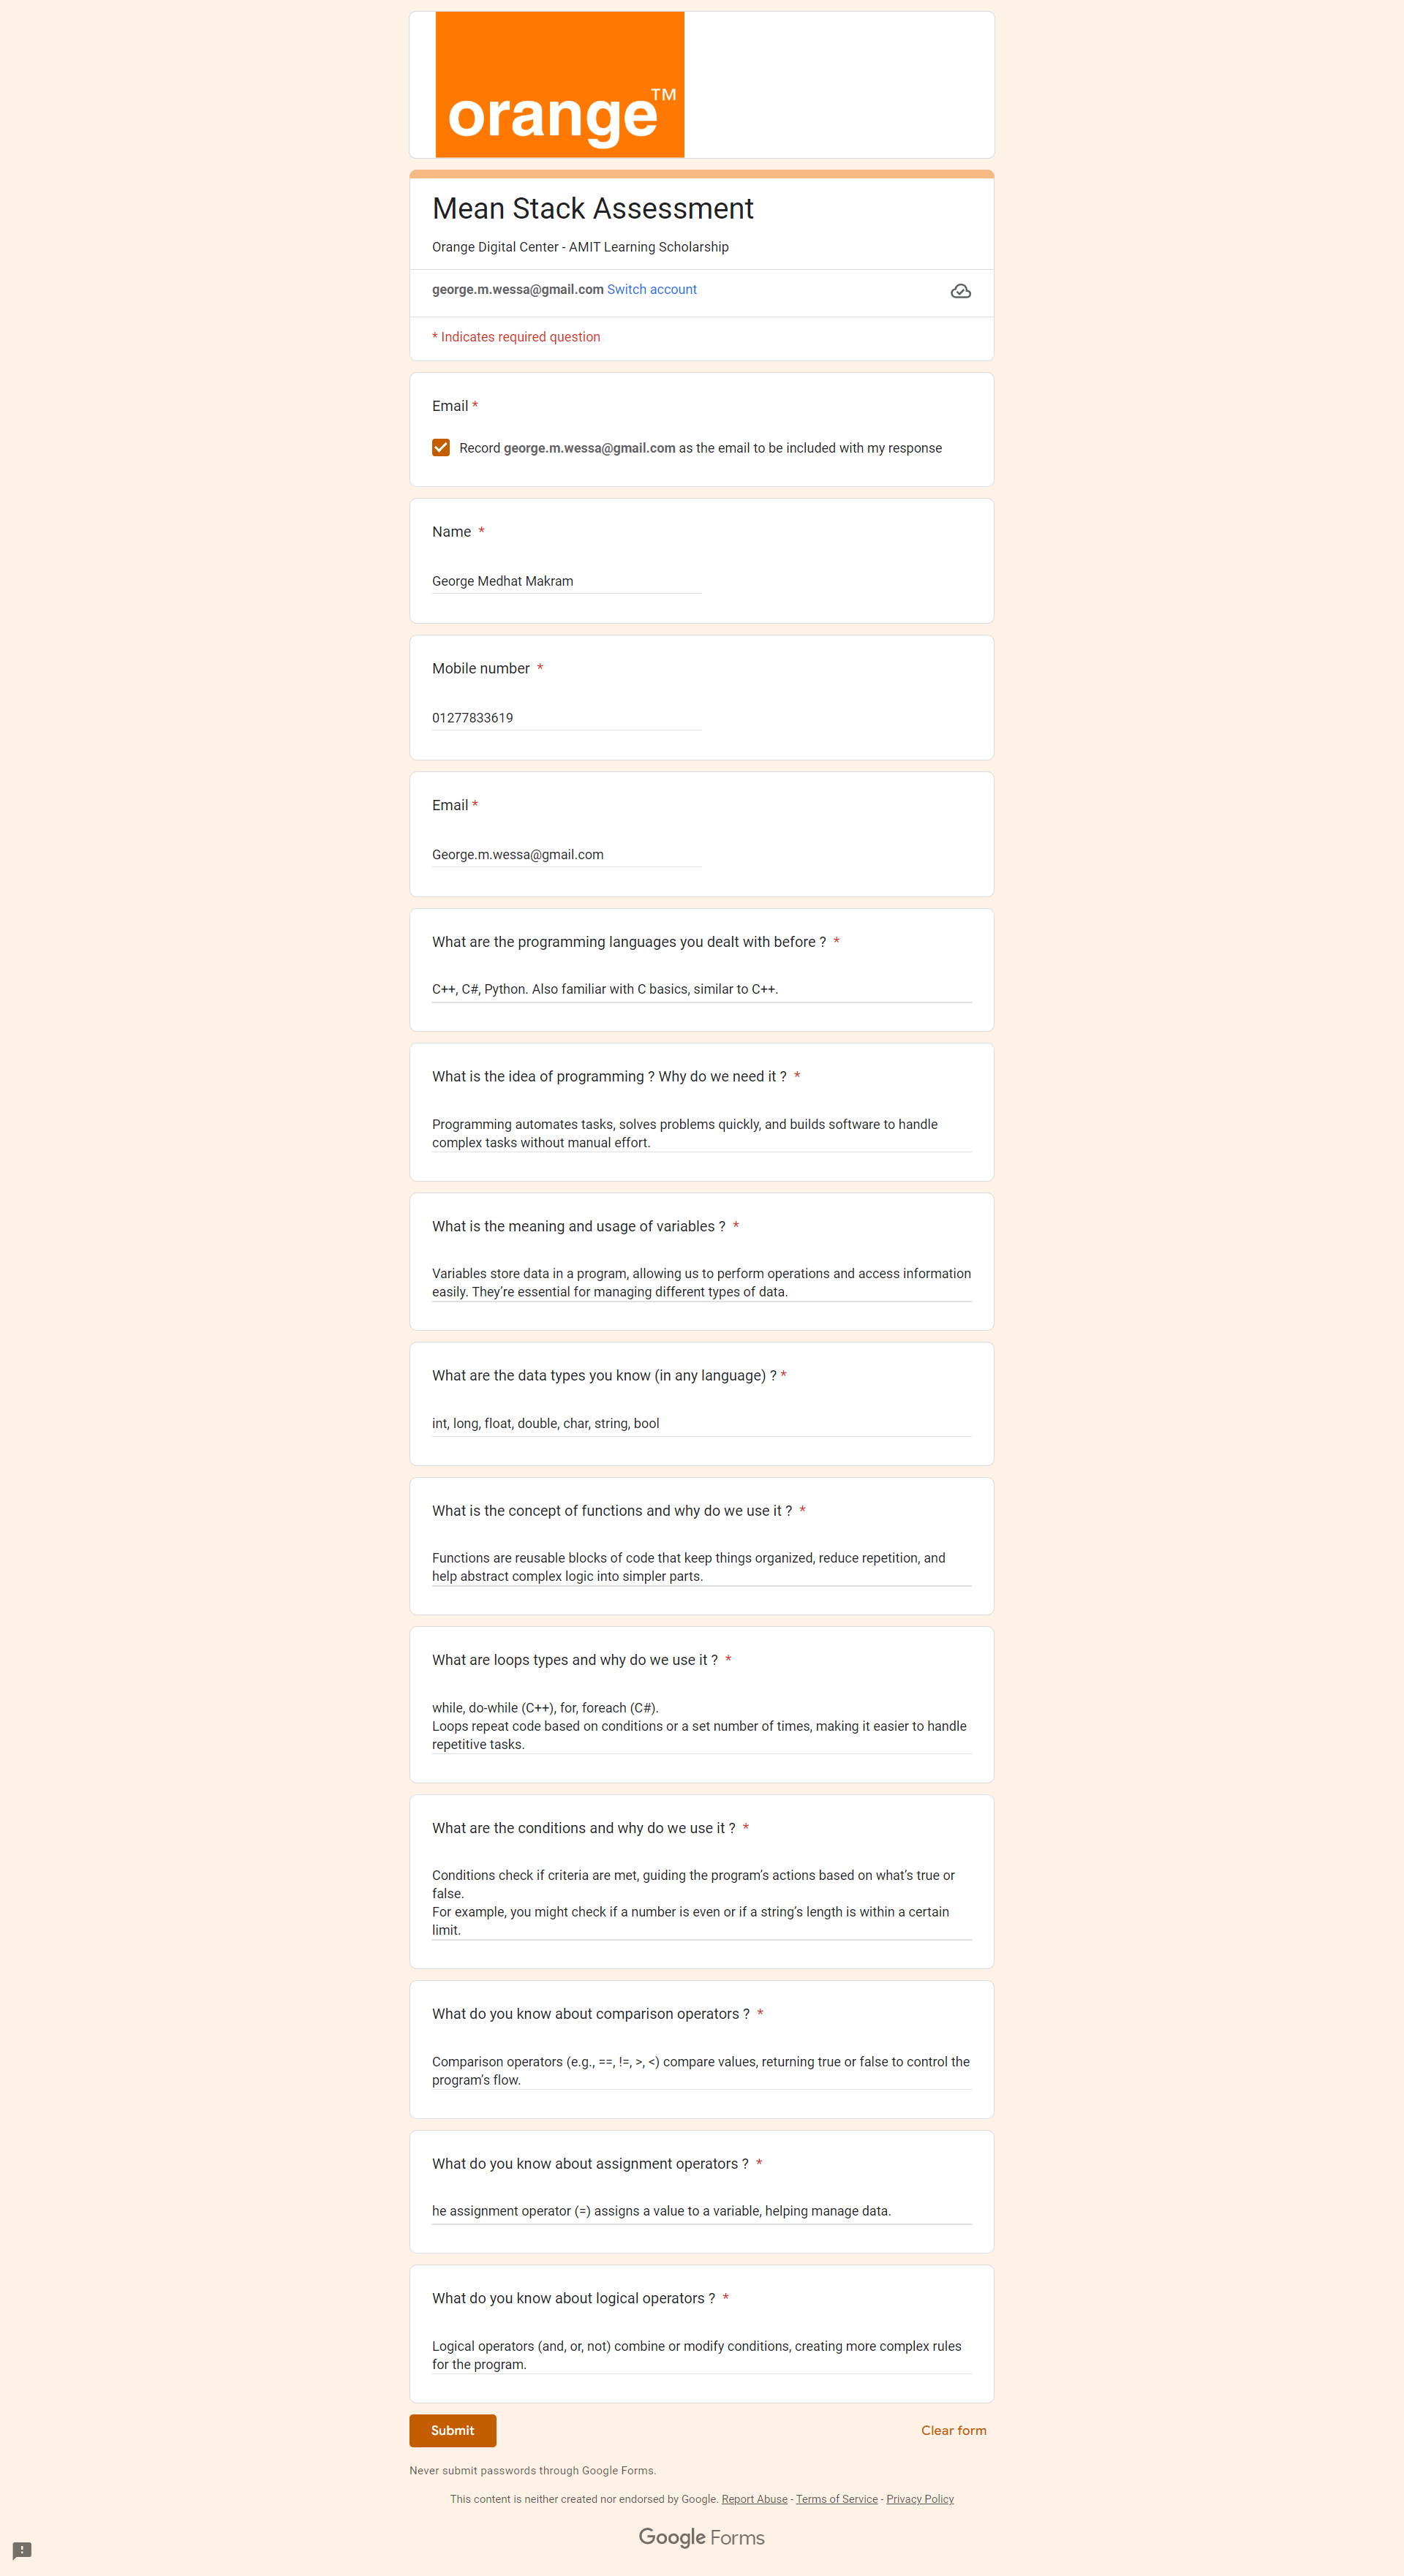 orange™
Mean Stack Assessment
Orange Digital Center - AMIT Learning Scholarship
george.m.wessa@gmail.com Switch account
* Indicates required question
Email *
Record george.m.wessa@gmail.com as the email to be included with my response
Name *
George Medhat Makram
Mobile number *
01277833619
Email *
George.m.wessa@gmail.com
What are the programming languages you dealt with before ? *
C++, C#, Python. Also familiar with C basics, similar to C++.
What is the idea of programming ? Why do we need it ? *
Programming automates tasks, solves problems quickly, and builds software to handle
complex tasks without manual effort.
What is the meaning and usage of variables ? *
Variables store data in a program, allowing us to perform operations and access information
easily. They’re essential for managing different types of data.
What are the data types you know (in any language) ? *
int, long, float, double, char, string, bool
What is the concept of functions and why do we use it ? *
Functions are reusable blocks of code that keep things organized, reduce repetition, and
help abstract complex logic into simpler parts.
What are loops types and why do we use it ? *
while, do-while (C++), for, foreach (C#).
Loops repeat code based on conditions or a set number of times, making it easier to handle
repetitive tasks.
What are the conditions and why do we use it ? *
Conditions check if criteria are met, guiding the program’s actions based on what’s true or
false.
For example, you might check if a number is even or if a string’s length is within a certain
limit.
What do you know about comparison operators ? *
Comparison operators (e.g., ==, !=, >, <) compare values, returning true or false to control the
program’s flow.
What do you know about assignment operators ? *
he assignment operator (=) assigns a value to a variable, helping manage data.
What do you know about logical operators ? *
Logical operators (and, or, not) combine or modify conditions, creating more complex rules
for the program.
Submit
Clear form
Never submit passwords through Google Forms.
This content is neither created nor endorsed by Google. Report Abuse - Terms of Service - Privacy Policy
Google Forms